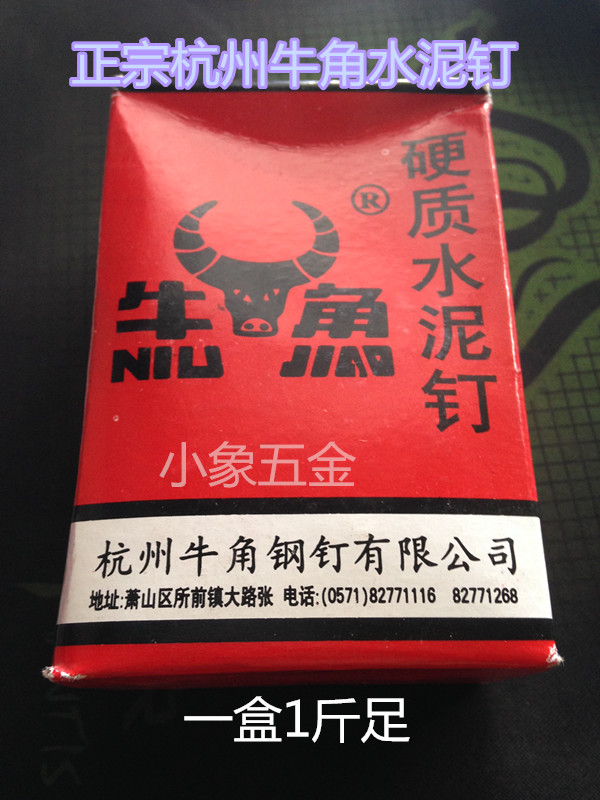 正宗杭州牛角水泥钉
硬质水泥钉
®
牛角
NIU JIAO
小象五金
杭州牛角钢钉有限公司
地址:萧山区所前镇大路张 电话:(0571)82771116 82771268
一盒1斤足